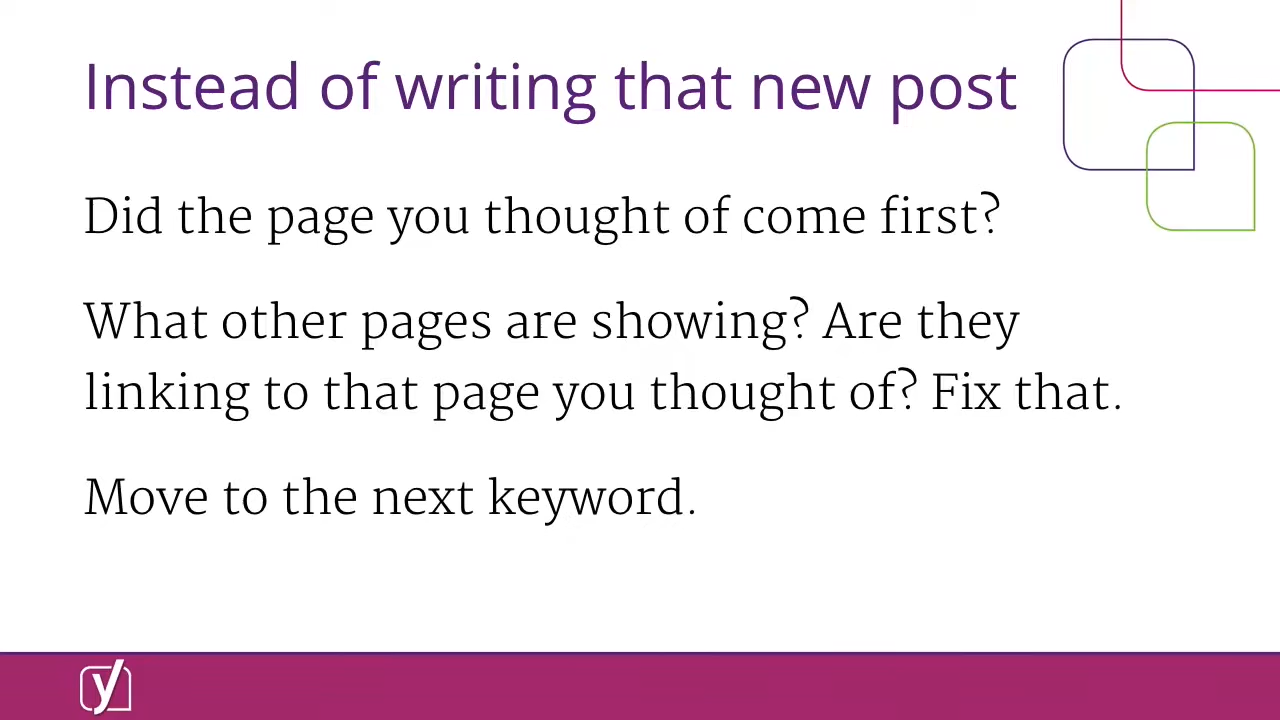 Instead of writing that new post
Did the page you thought of come first?
What other pages are showing? Are they
linking to that page you thought of? Fix that.
Move to the next keyword.
y